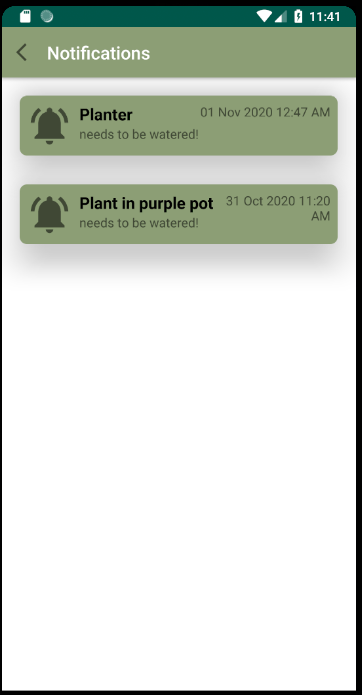 11:41
Notifications
Planter
01 Nov 2020 12:47 AM
needs to be watered!
Plant in purple pot
31 Oct 2020 11:20
AM
needs to be watered!